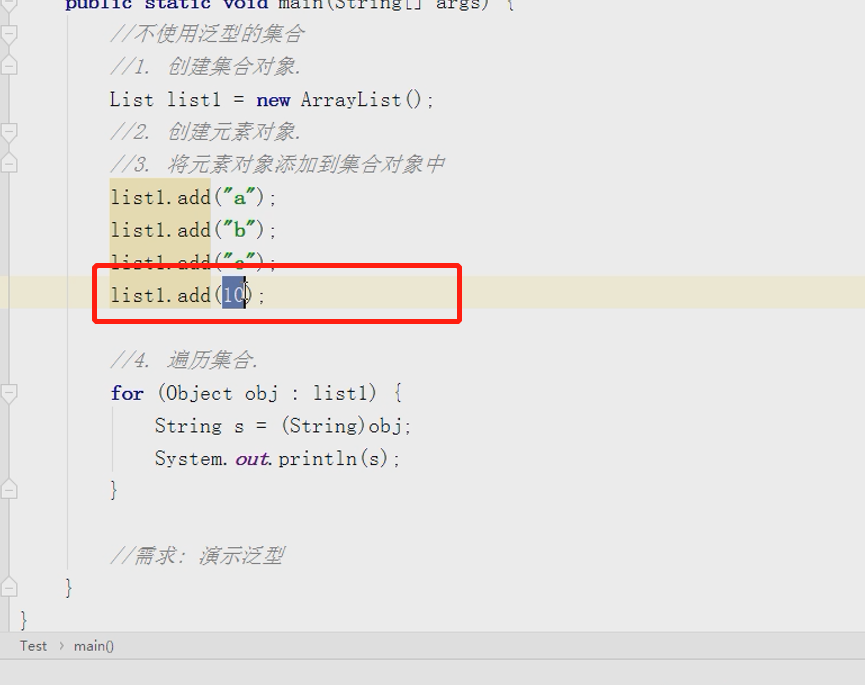 public static void main(String[] args) {
//不使用泛型的集合
//1. 创建集合对象.
List list1 = new ArrayList();
//2. 创建元素对象.
//3. 将元素对象添加到集合对象中
list1.add("a");
list1.add("b");
list1.add("c");
list1.add(10);
//4. 遍历集合.
for (Object obj : list1) {
String s = (String)obj;
System.out.println(s);
}
//需求: 演示泛型
}
}
Test › main()